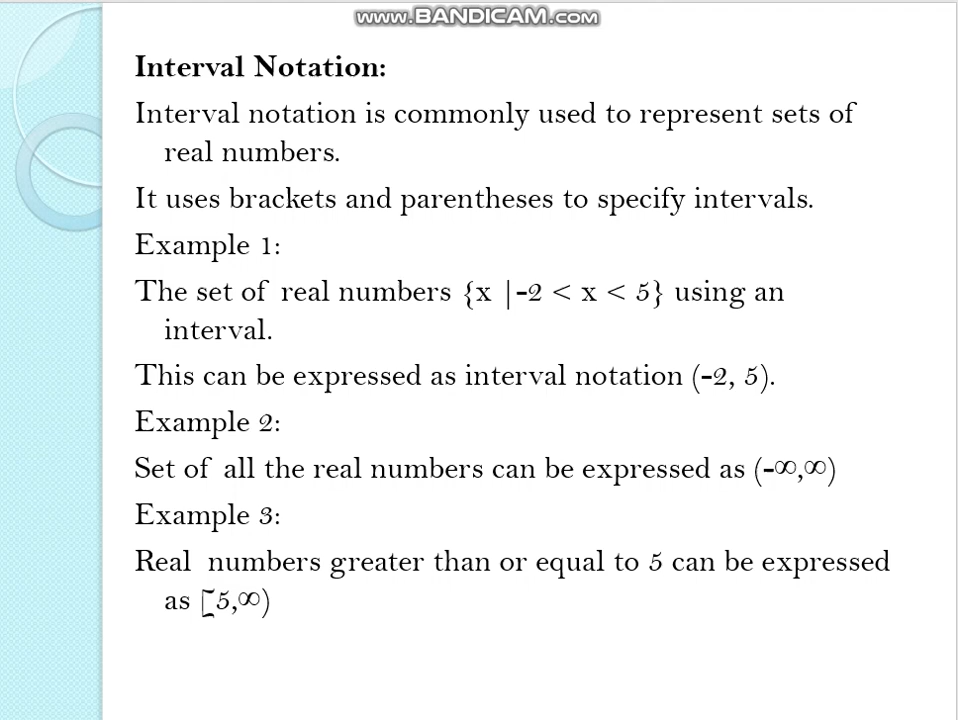 www.BANDICAM.com
Interval Notation:
Interval notation is commonly used to represent sets of
real numbers.
It uses brackets and parentheses to specify intervals.
Example 1:
The set of real numbers {x |-2 < x < 5} using an
interval.
This can be expressed as interval notation (-2, 5).
Example 2:
Set of all the real numbers can be expressed as (-∞,∞)
Example 3:
Real numbers greater than or equal to 5 can be expressed
as [5,∞)